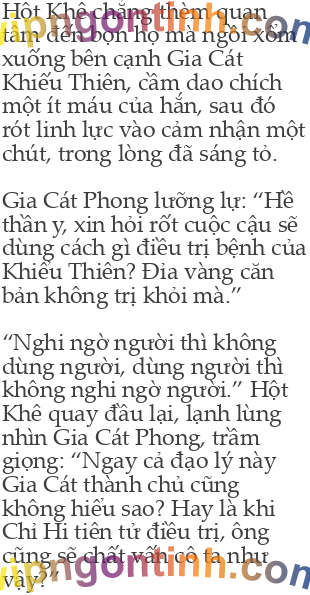 Hột Khê chẳng thèm quan
tâm đến bọn họ mà ngồi xổm
xuống bên cạnh Gia Cát
Khiếu Thiên, cầm dao chích
một ít máu của hắn, sau đó
rót linh lực vào cảm nhận một
chút, trong lòng đã sáng tỏ.
Gia Cát Phong lưỡng lự: “Hề
thần y, xin hỏi rốt cuộc cậu sẽ
dùng cách gì điều trị bệnh của
Khiếu Thiên? Đỉa vàng căn
bản không trị khỏi mà.”
“Nghi ngờ người thì không
dùng người, dùng người thì
không nghi ngờ người.” Hột
Khê quay đầu lại, lạnh lùng
nhìn Gia Cát Phong, trầm
giọng: “Ngay cả đạo lý này
Gia Cát thành chủ cũng
không hiểu sao? Hay là khi
Chỉ Hi tiên tử điều trị, ông
cũng sẽ chất vấn cô ta như
vậy?”
vipngontinh.com
vipngontinh.com